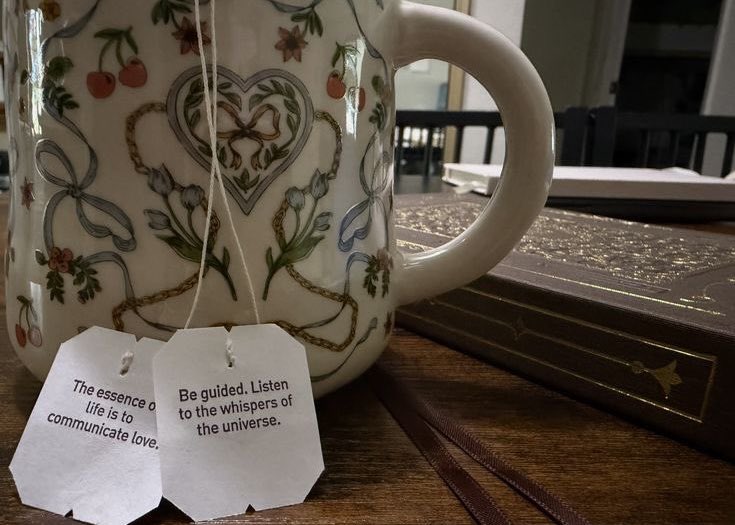 The essence o
life is to
communicate love.
Be guided. Listen
to the whispers of
the universe.